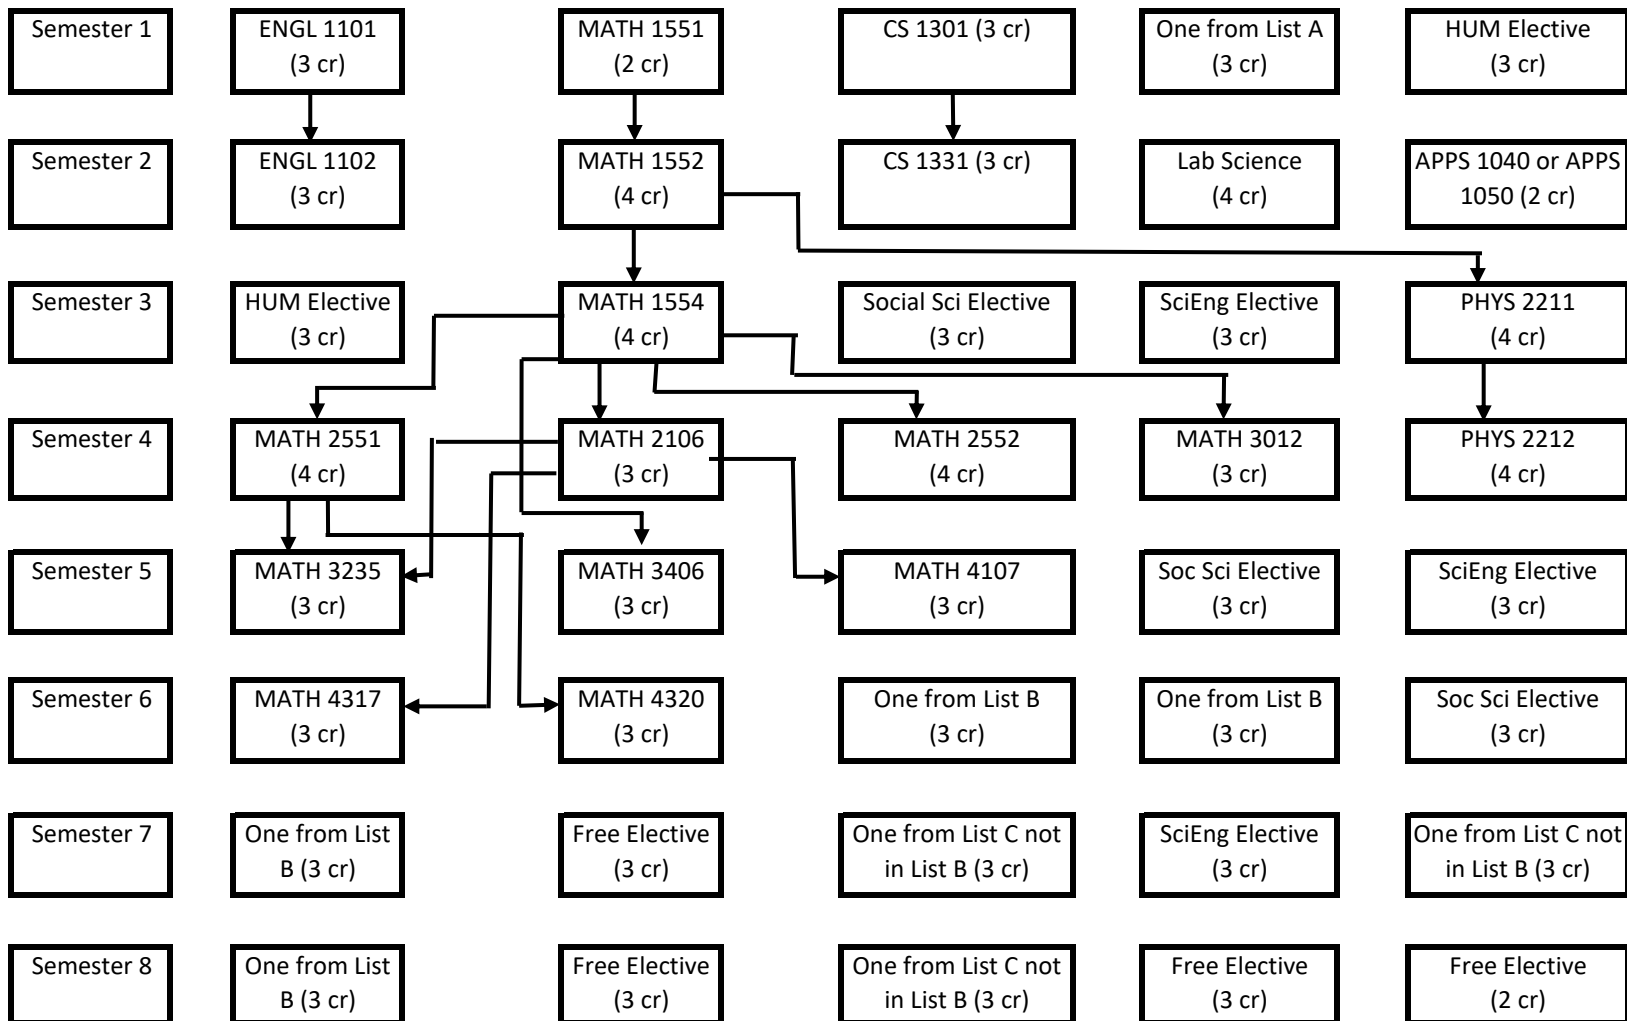 Semester 1
ENGL 1101
(3 cr)
MATH 1551
(2 cr)
CS 1301 (3 cr)
One from List A
(3 cr)
HUM Elective
(3 cr)
Semester 2
ENGL 1102
(3 cr)
MATH 1552
(4 cr)
CS 1331 (3 cr)
Lab Science
(4 cr)
APPS 1040 or APPS
1050 (2 cr)
Semester 3
HUM Elective
(3 cr)
MATH 1554
(4 cr)
Social Sci Elective
(3 cr)
SciEng Elective
(3 cr)
PHYS 2211
(4 cr)
Semester 4
MATH 2551
(4 cr)
MATH 2106
(3 cr)
MATH 2552
(4 cr)
MATH 3012
(3 cr)
PHYS 2212
(4 cr)
Semester 5
MATH 3235
(3 cr)
MATH 3406
(3 cr)
MATH 4107
(3 cr)
Soc Sci Elective
(3 cr)
SciEng Elective
(3 cr)
Semester 6
MATH 4317
(3 cr)
MATH 4320
(3 cr)
One from List B
(3 cr)
One from List B
(3 cr)
Soc Sci Elective
(3 cr)
Semester 7
One from List
B (3 cr)
Free Elective
(3 cr)
One from List C not
in List B (3 cr)
SciEng Elective
(3 cr)
One from List C not
in List B (3 cr)
Semester 8
One from List
B (3 cr)
Free Elective
(3 cr)
One from List C not
in List B (3 cr)
Free Elective
(3 cr)
Free Elective
(2 cr)